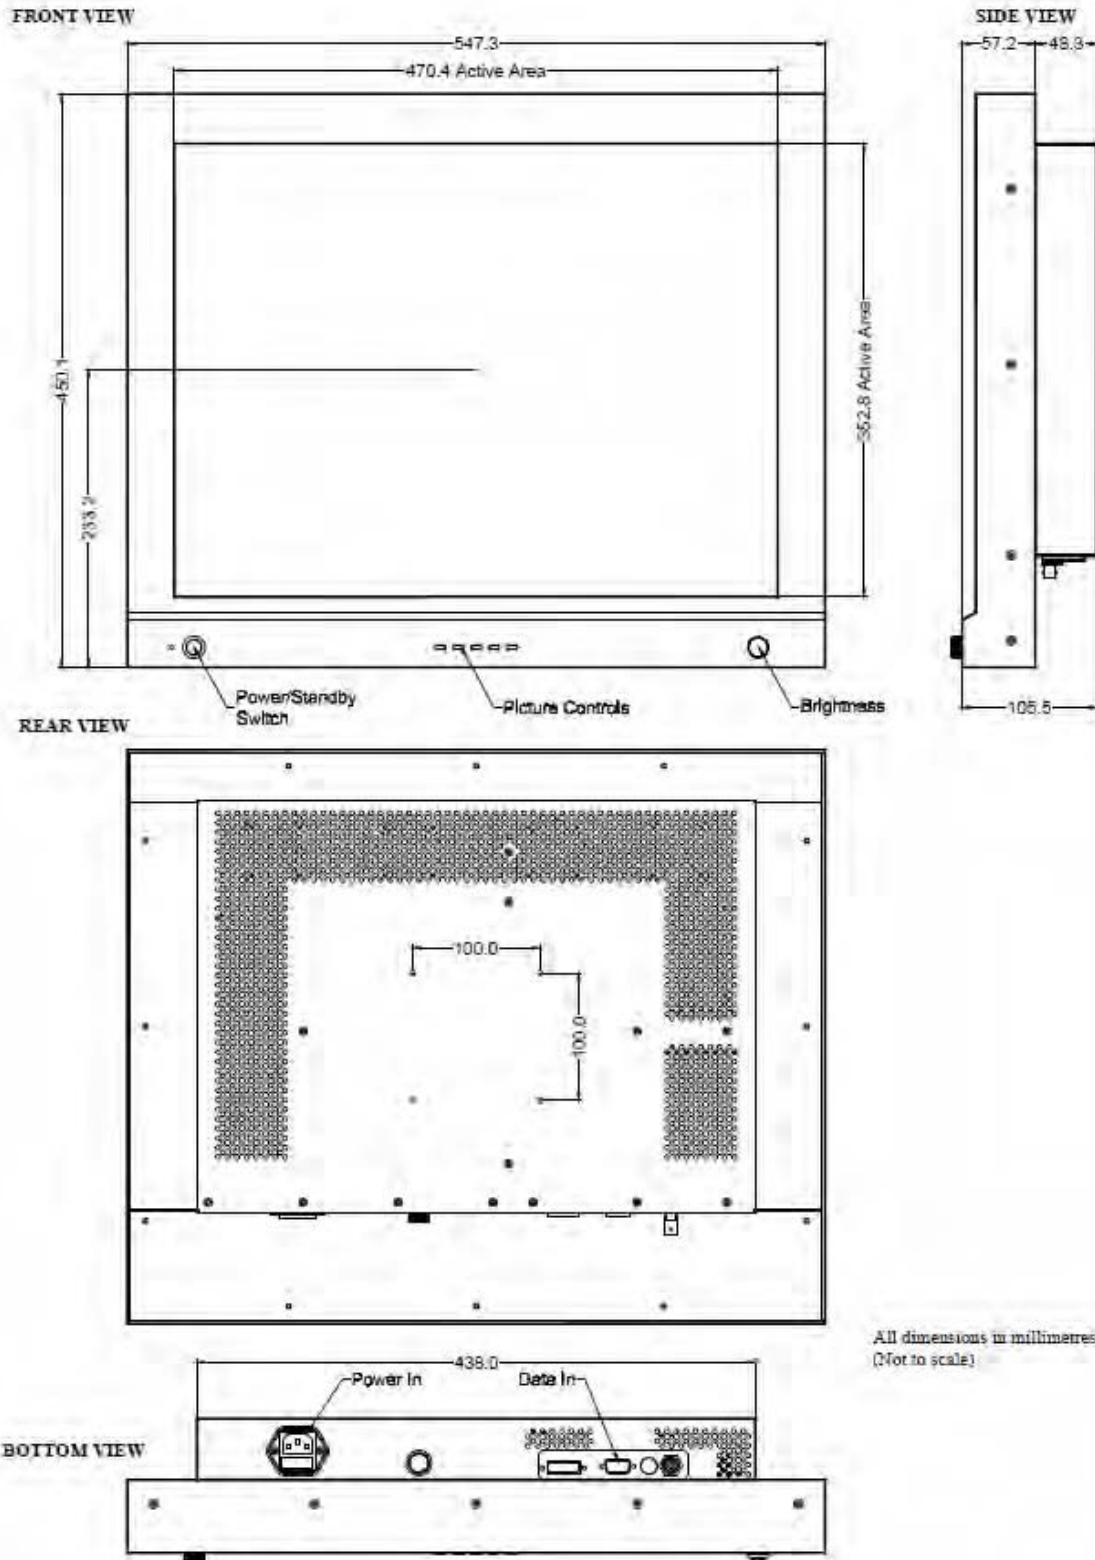 FRONT VIEW
SIDE VIEW
547.3
57.2
48.3
470.4 Active Area
450.1
352.8 Active Area
233.2
Power/Standby
Switch
Picture Controls
Brightness
105.5
REAR VIEW
100.0
100.0
All dimensions in millimetres
(Not to scale)
438.0
Power In
Data In
BOTTOM VIEW